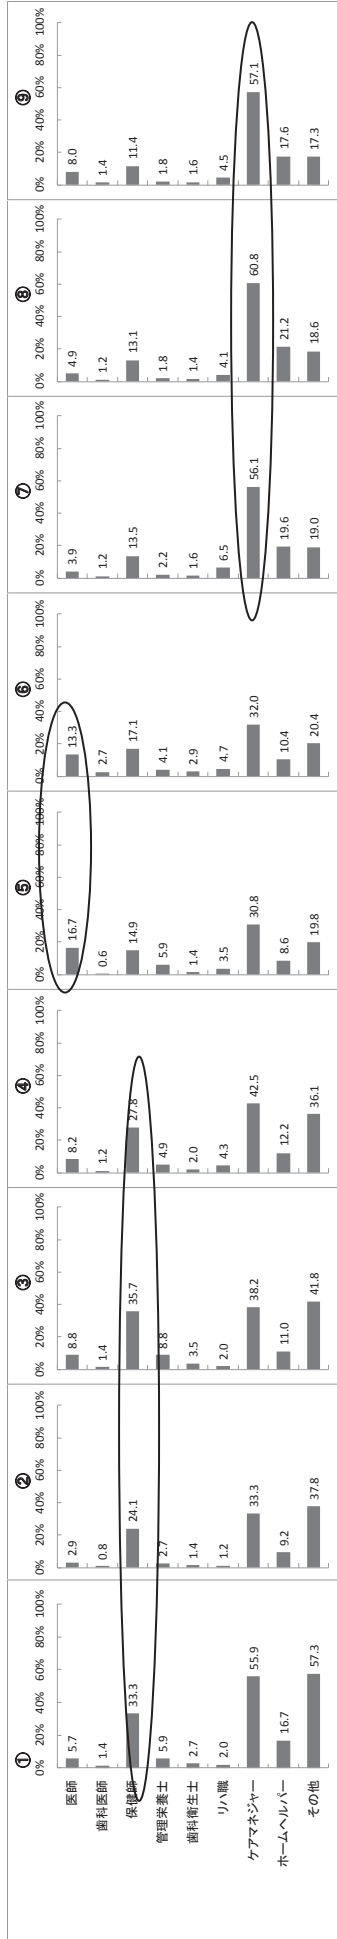 ① ② ③ ④ ⑤ ⑥ ⑦ ⑧ ⑨
0% 20% 40% 60% 80% 100% 0% 20% 40% 60% 80% 100% 0% 20% 40% 60% 80% 100% 0% 20% 40% 60% 80% 100% 0% 20% 40% 60% 80% 100% 0% 20% 40% 60% 80% 100% 0% 20% 40% 60% 80% 100% 0% 20% 40% 60% 80% 100% 0% 20% 40% 60% 80% 100%
医師 5.7 2.9 8.8 8.2 16.7 13.3 3.9 4.9 8.0
歯科医師 1.4 0.8 1.4 1.2 0.6 2.7 1.2 1.2 1.4
保健師 33.3 24.1 35.7 27.8 14.9 17.1 13.5 13.1 11.4
管理栄養士 5.9 2.7 8.8 4.9 5.9 4.1 2.2 1.8 1.8
歯科衛生士 2.7 1.4 3.5 2.0 1.4 2.9 1.6 1.4 1.6
リハ職 2.0 1.2 2.0 4.3 3.5 4.7 6.5 4.1 4.5
ケアマネジャー 55.9 33.3 38.2 42.5 30.8 32.0 56.1 60.8 57.1
ホームヘルパー 16.7 9.2 11.0 12.2 8.6 10.4 19.6 21.2 17.6
その他 57.3 37.8 41.8 36.1 19.8 20.4 19.0 18.6 17.3